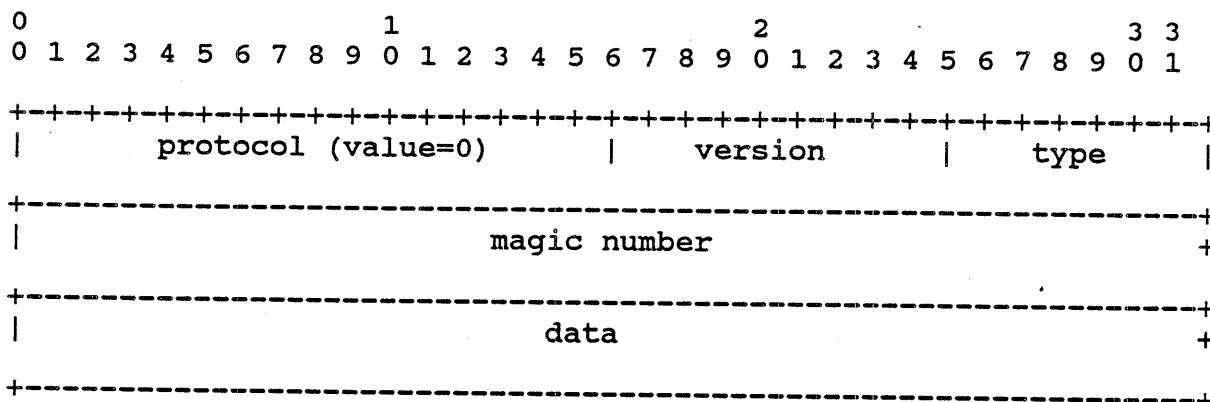 0                   1                   2                   3 3
0 1 2 3 4 5 6 7 8 9 0 1 2 3 4 5 6 7 8 9 0 1 2 3 4 5 6 7 8 9 0 1
+-+-+-+-+-+-+-+-+-+-+-+-+-+-+-+-+-+-+-+-+-+-+-+-+-+-+-+-+-+-+-+-+
| protocol (value=0) | version | type |
+---------------------------------------------------------------+
| magic number +
+---------------------------------------------------------------+
| data +
+---------------------------------------------------------------+